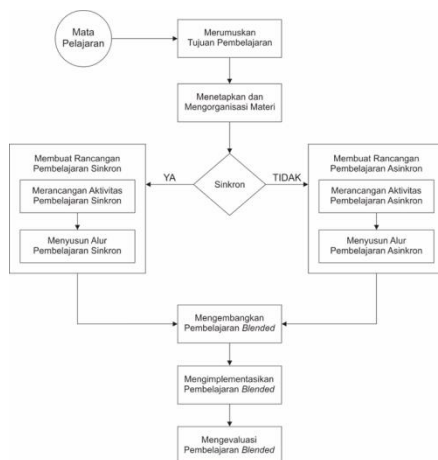 Mata
Pelajaran
Merumuskan
Tujuan Pembelajaran
Menetapkan dan
Mengorganisasi Materi
Membuat Rancangan
Pembelajaran Sinkron
Merancangan Aktivitas
Pembelajaran Sinkron
Menyusun Alur
Pembelajaran Sinkron
YA
Sinkron
TIDAK
Membuat Rancangan
Pembelajaran Asinkron
Merancangan Aktivitas
Pembelajaran Asinkron
Menyusun Alur
Pembelajaran Asinkron
Mengembangkan
Pembelajaran Blended
Mengimplementasikan
Pembelajaran Blended
Mengevaluasi
Pembelajaran Blended